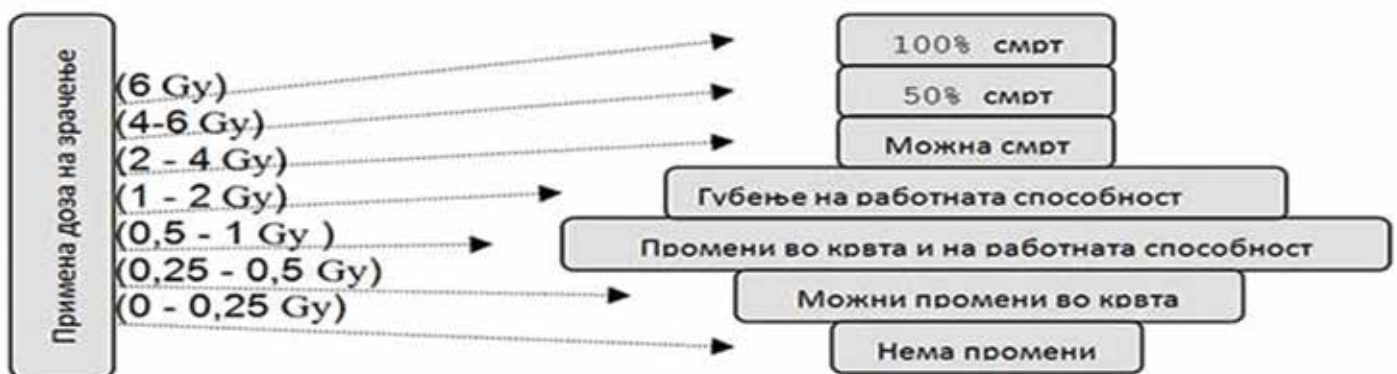 Примена доза на зрачење
(6 Gy)
(4-6 Gy)
(2 - 4 Gy)
(1 - 2 Gy)
(0,5 - 1 Gy )
(0,25 - 0,5 Gy)
(0 - 0,25 Gy)
100% смрт
50% смрт
Можна смрт
Губење на работната способност
Промени во крвта и на работната способност
Можни промени во крвта
Нема промени